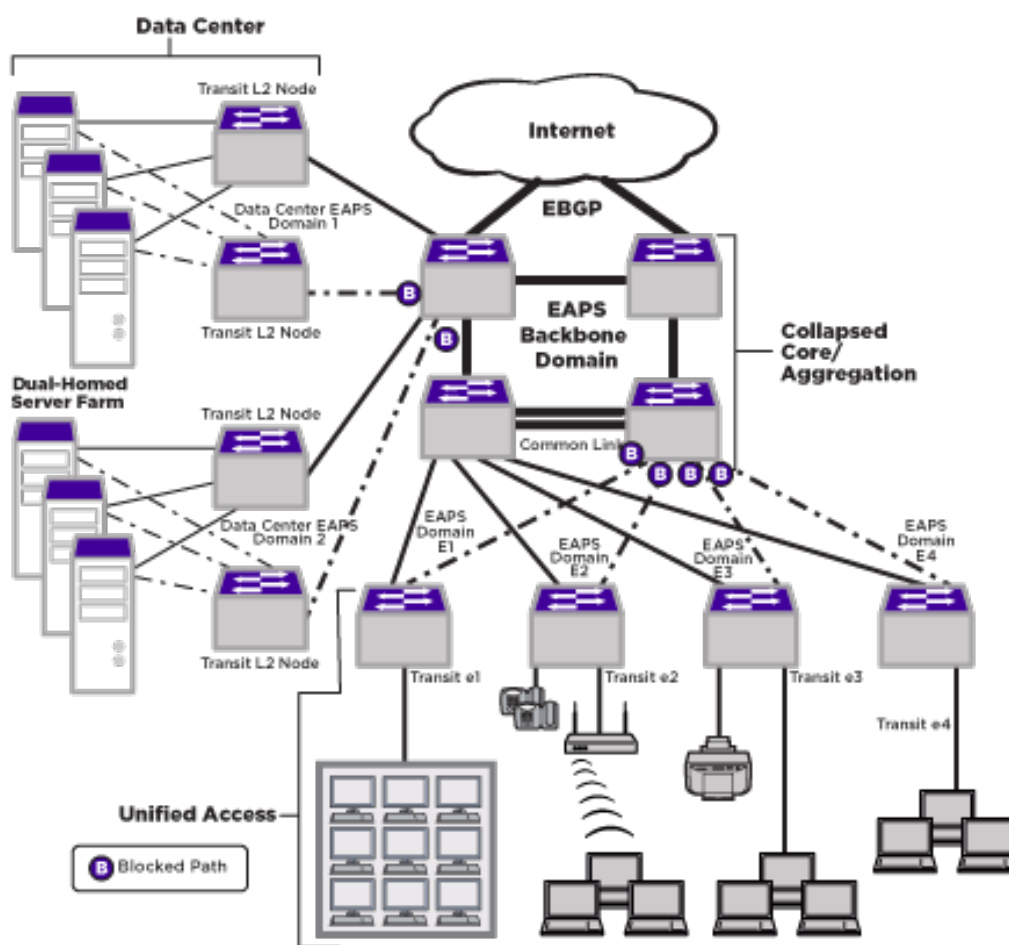 Data Center
Transit L2 Node
Internet
EBGP
Data Center EAPS
Domain 1
B
Transit L2 Node
EAPS
Backbone
Domain
B
Collapsed
Core/
Aggregation
Dual-Homed
Server Farm
Transit L2 Node
Common Link
B
B
B
B
Data Center EAPS
Domain 2
EAPS
Domain
E1
EAPS
Domain
E2
EAPS
Domain
E3
EAPS
Domain
E4
Transit L2 Node
Transit e1
Transit e2
Transit e3
Transit e4
Unified Access
B Blocked Path